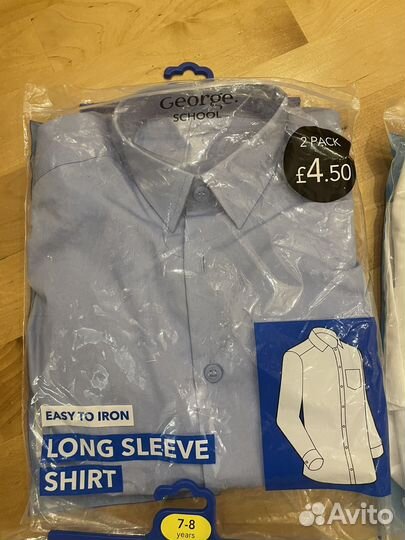 George.
SCHOOL
2 PACK
£4.50
EASY TO IRON
LONG SLEEVE
SHIRT
7-8
years
Avito